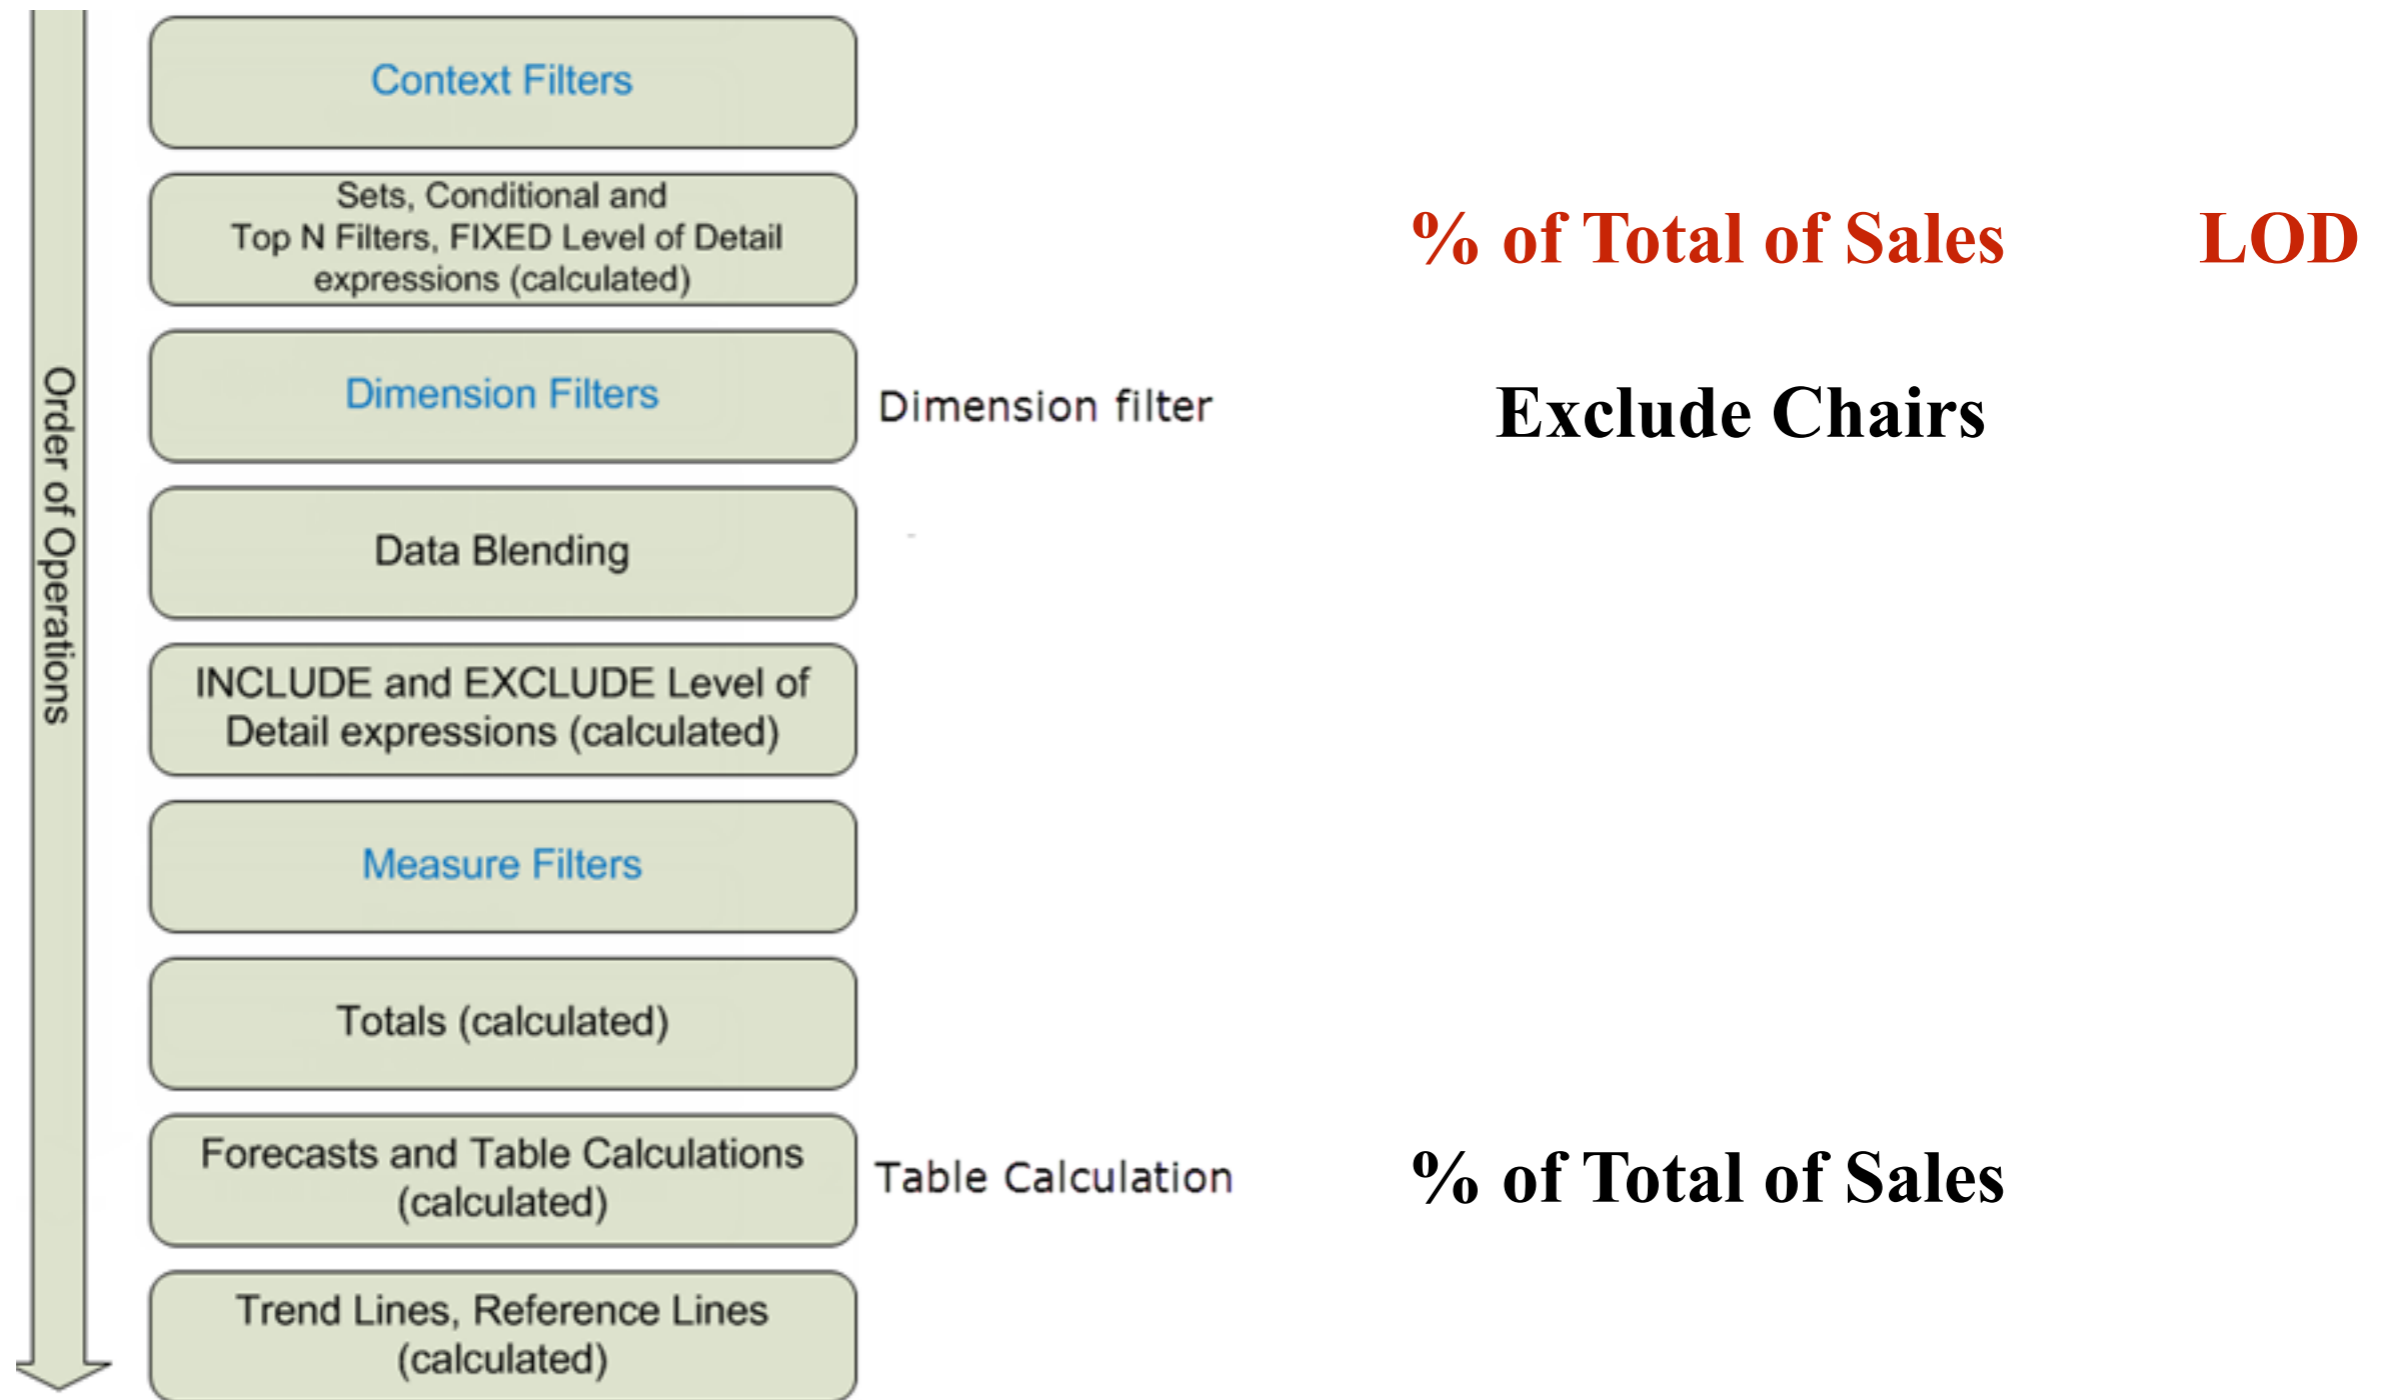 Order of Operations
Context Filters
Sets, Conditional and
Top N Filters, FIXED Level of Detail
expressions (calculated)
% of Total of Sales LOD
Dimension Filters
Dimension filter
Exclude Chairs
Data Blending
INCLUDE and EXCLUDE Level of
Detail expressions (calculated)
Measure Filters
Totals (calculated)
Forecasts and Table Calculations
(calculated)
Table Calculation
% of Total of Sales
Trend Lines, Reference Lines
(calculated)